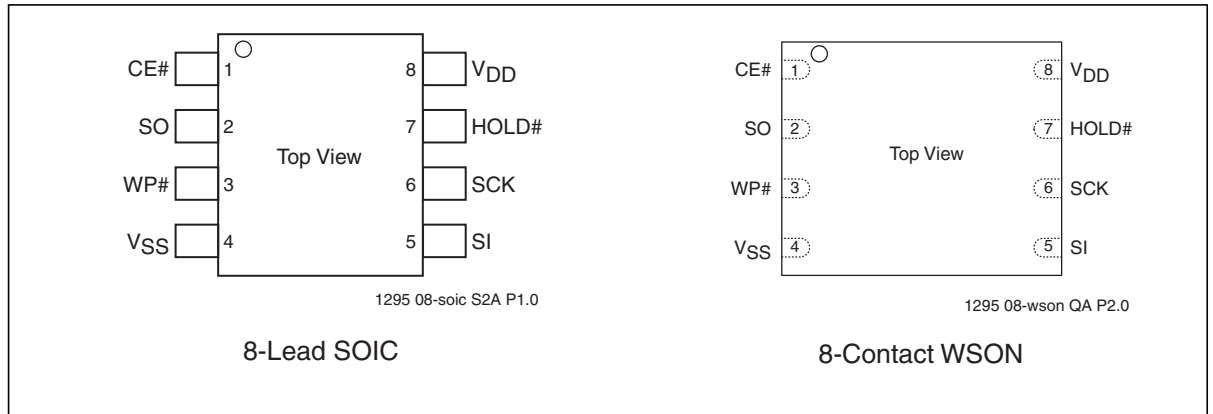 CE# 1 8 VDD
SO 2 7 HOLD#
Top View
WP# 3 6 SCK
VSS 4 5 SI
1295 08-soic S2A P1.0
8-Lead SOIC
CE# 1 8 VDD
SO 2 7 HOLD#
Top View
WP# 3 6 SCK
VSS 4 5 SI
1295 08-wson QA P2.0
8-Contact WSON